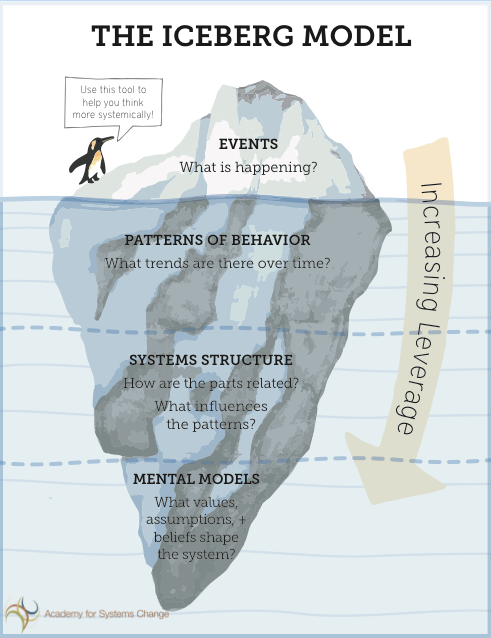 THE ICEBERG MODEL
Use this tool to
help you think
more systemically!
EVENTS
What is happening?
PATTERNS OF BEHAVIOR
What trends are there over time?
SYSTEMS STRUCTURE
How are the parts related?
What influences
the patterns?
MENTAL MODELS
What values,
assumptions, +
beliefs shape
the system?
Increasing Leverage
Academy for Systems Change